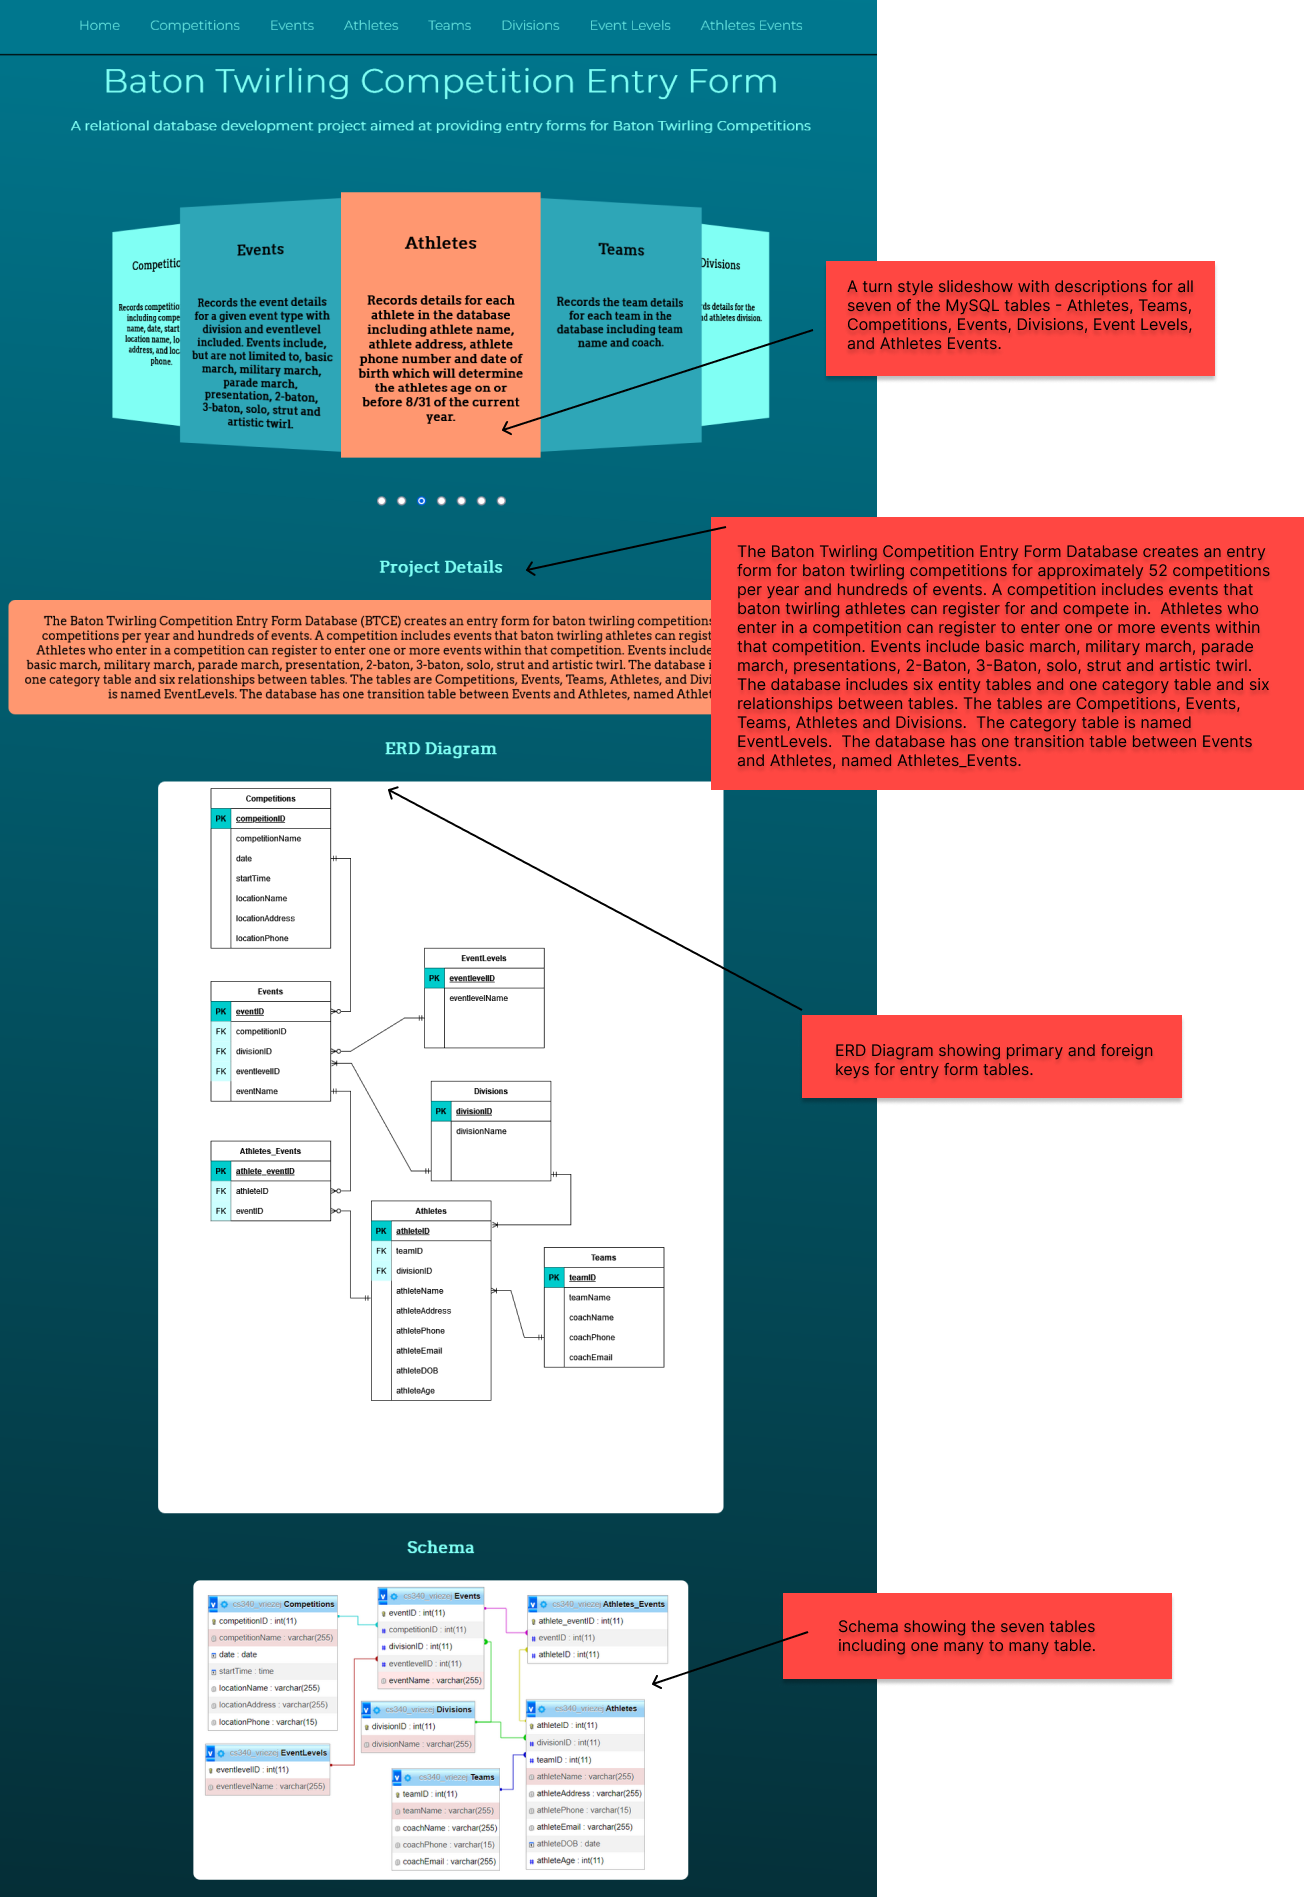 Home Competitions Events Athletes Teams Divisions Event Levels Athletes Events
Baton Twirling Competition Entry Form
A relational database development project aimed at providing entry forms for Baton Twirling Competitions
Competitio
Records competitio
including compe
name, date, start
location name, lo
address, and loc
phone.
Events
Records the event details
for a given event type with
division and eventlevel
included. Events include,
but are not limited to, basic
march, military march,
parade march,
presentation, 2-baton,
3-baton, solo, strut and
artistic twirl.
Athletes
Records details for each
athlete in the database
including athlete name,
athlete address, athlete
phone number and date of
birth which will determine
the athletes age on or
before 8/31 of the current
year.
Teams
Records the team details
for each team in the
database including team
name and coach.
Divisions
ds details for the
d athletes division.
A turn style slideshow with descriptions for all
seven of the MySQL tables - Athletes, Teams,
Competitions, Events, Divisions, Event Levels,
and Athletes Events.
Project Details
The Baton Twirling Competition Entry Form Database (BTCE) creates an entry form for baton twirling competitions
competitions per year and hundreds of events. A competition includes events that baton twirling athletes can regist
Athletes who enter in a competition can register to enter one or more events within that competition. Events include
basic march, military march, parade march, presentation, 2-baton, 3-baton, solo, strut and artistic twirl. The database i
one category table and six relationships between tables. The tables are Competitions, Events, Teams, Athletes, and Divi
is named EventLevels. The database has one transition table between Events and Athletes, named Athlet
The Baton Twirling Competition Entry Form Database creates an entry
form for baton twirling competitions for approximately 52 competitions
per year and hundreds of events. A competition includes events that
baton twirling athletes can register for and compete in. Athletes who
enter in a competition can register to enter one or more events within
that competition. Events include basic march, military march, parade
march, presentations, 2-Baton, 3-Baton, solo, strut and artistic twirl.
The database includes six entity tables and one category table and six
relationships between tables. The tables are Competitions, Events,
Teams, Athletes and Divisions. The category table is named
EventLevels. The database has one transition table between Events
and Athletes, named Athletes_Events.
ERD Diagram
Competitions
PK compeitionID
competitionName
date
startTime
locationName
locationAddress
locationPhone
EventLevels
PK eventlevelID
eventlevelName
Events
PK eventID
FK competitionID
FK divisionID
FK eventlevelID
eventName
Divisions
PK divisionID
divisionName
Athletes_Events
PK athlete_eventID
FK athleteID
FK eventID
Athletes
PK athleteID
FK teamID
FK divisionID
athleteName
athleteAddress
athletePhone
athleteEmail
athleteDOB
athleteAge
Teams
PK teamID
teamName
coachName
coachPhone
coachEmail
ERD Diagram showing primary and foreign
keys for entry form tables.
Schema
cs340_vriezej Competitions
competitionID : int(11)
competitionName : varchar(255)
date : date
startTime : time
locationName : varchar(255)
locationAddress : varchar(255)
locationPhone : varchar(15)
cs340_vriezej EventLevels
eventlevelID : int(11)
eventlevelName : varchar(255)
cs340_vriezej Events
eventID : int(11)
competitionID : int(11)
divisionID : int(11)
eventlevelID : int(11)
eventName : varchar(255)
cs340_vriezej Divisions
divisionID : int(11)
divisionName : varchar(255)
cs340_vriezej Teams
teamID : int(11)
teamName : varchar(255)
coachName : varchar(255)
coachPhone : varchar(15)
coachEmail : varchar(255)
cs340_vriezej Athletes_Events
athlete_eventID : int(11)
eventID : int(11)
athleteID : int(11)
cs340_vriezej Athletes
athleteID : int(11)
divisionID : int(11)
teamID : int(11)
athleteName : varchar(255)
athleteAddress : varchar(255)
athletePhone : varchar(15)
athleteEmail : varchar(255)
athleteDOB : date
athleteAge : int(11)
Schema showing the seven tables
including one many to many table.